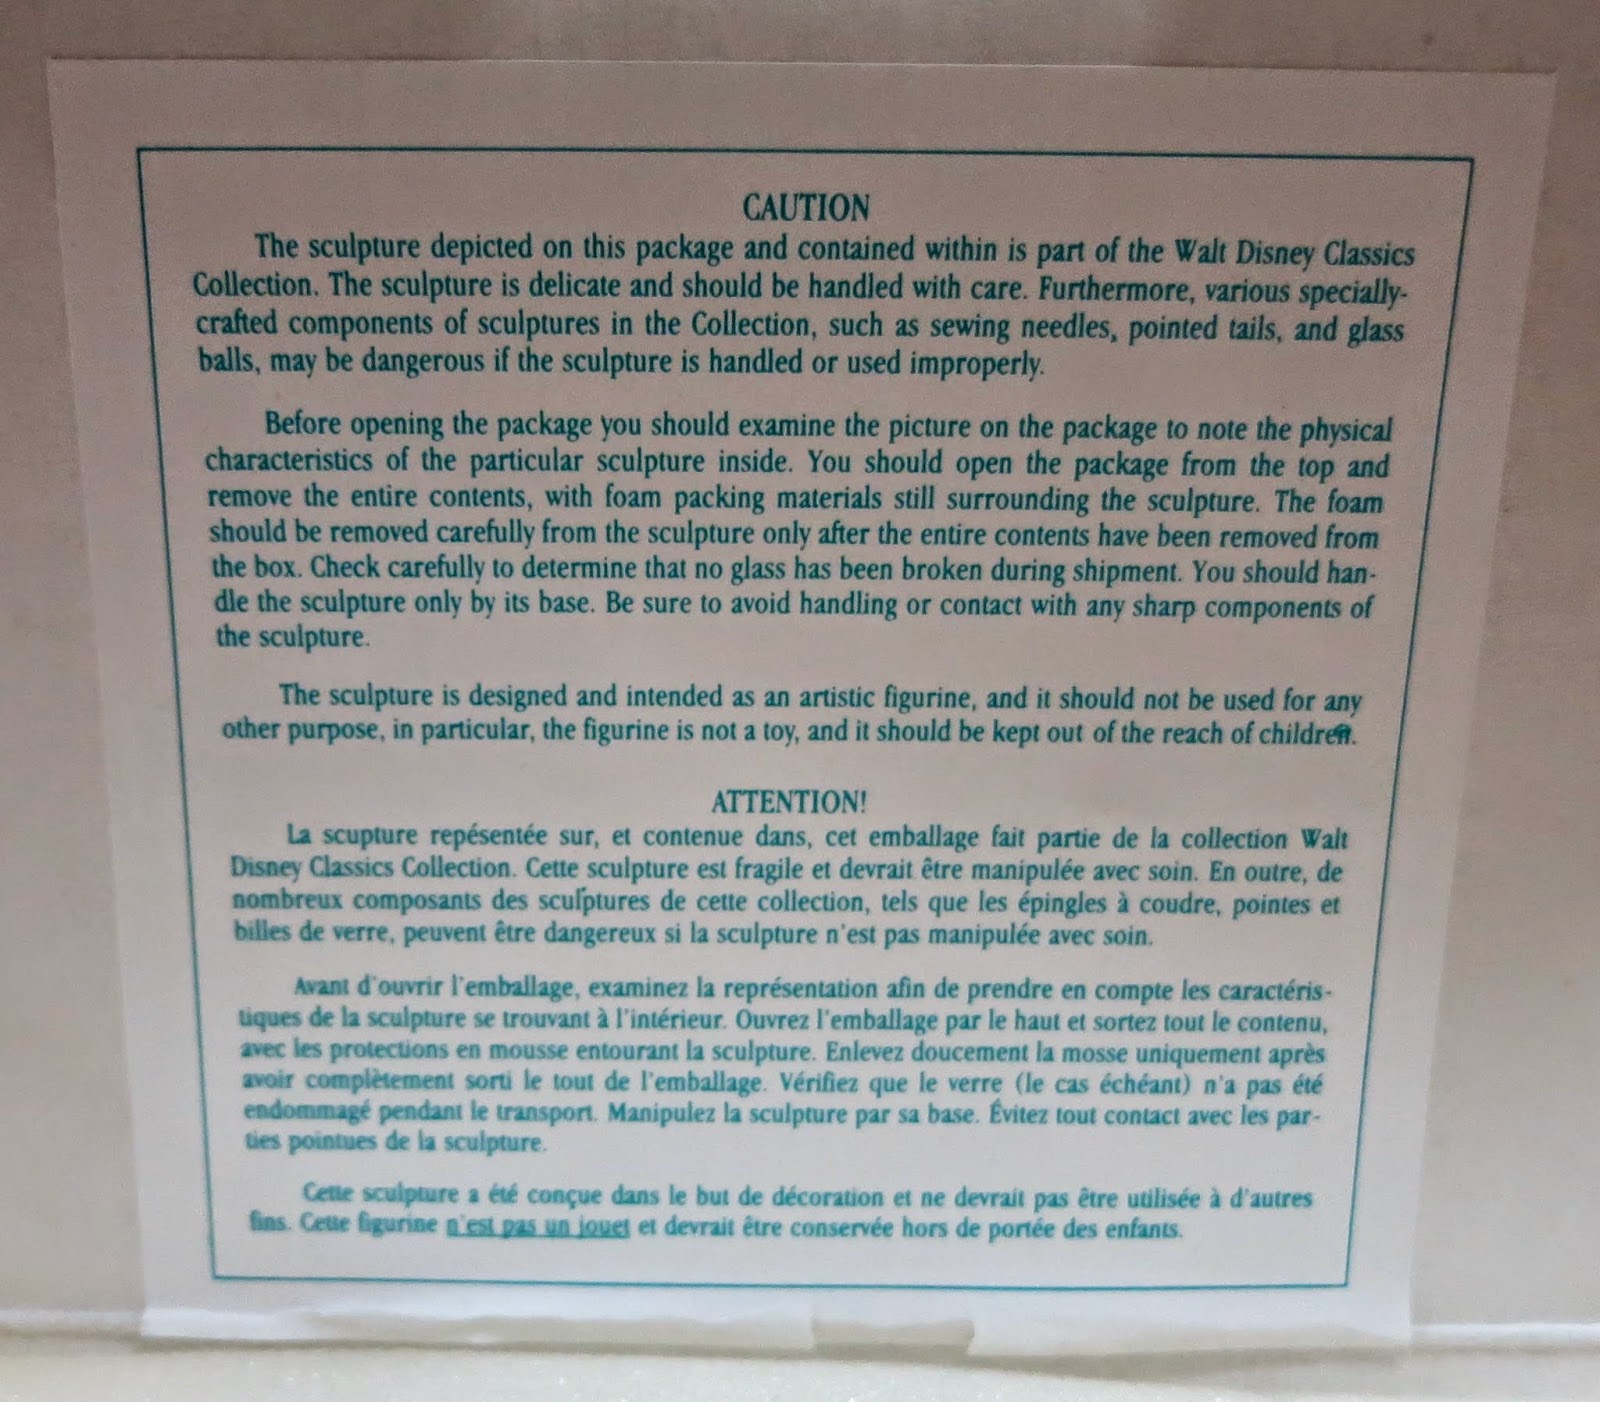 CAUTION
The sculpture depicted on this package and contained within is part of the Walt Disney Classics
Collection. The sculpture is delicate and should be handled with care. Furthermore, various specially-
crafted components of sculptures in the Collection, such as sewing needles, pointed tails, and glass
balls, may be dangerous if the sculpture is handled or used improperly.
Before opening the package you should examine the picture on the package to note the physical
characteristics of the particular sculpture inside. You should open the package from the top and
remove the entire contents, with foam packing materials still surrounding the sculpture. The foam
should be removed carefully from the sculpture only after the entire contents have been removed from
the box. Check carefully to determine that no glass has been broken during shipment. You should han-
dle the sculpture only by its base. Be sure to avoid handling or contact with any sharp components of
the sculpture.
The sculpture is designed and intended as an artistic figurine, and it should not be used for any
other purpose, in particular, the figurine is not a toy, and it should be kept out of the reach of children.
ATTENTION!
La scupture repésentée sur, et contenue dans, cet emballage fait partie de la collection Walt
Disney Classics Collection. Cette sculpture est fragile et devrait être manipulée avec soin. En outre, de
nombreux composants des sculptures de cette collection, tels que les épingles à coudre, pointes et
billes de verre, peuvent être dangereux si la sculpture n'est pas manipulée avec soin.
Avant d'ouvrir l'emballage, examinez la représentation afin de prendre en compte les caractéris-
tiques de la sculpture se trouvant à l'intérieur. Ouvrez l'emballage par le haut et sortez tout le contenu,
avec les protections en mousse entourant la sculpture. Enlevez doucement la mosse uniquement après
avoir complètement sorti le tout de l'emballage. Vérifiez que le verre (le cas échéant) n'a pas été
endommagé pendant le transport. Manipulez la sculpture par sa base. Évitez tout contact avec les par-
ties pointues de la sculpture.
Cette sculpture a été conçue dans le but de décoration et ne devrait pas être utilisée à d'autres
fins. Cette figurine n'est pas un jouet et devrait être conservée hors de portée des enfants.